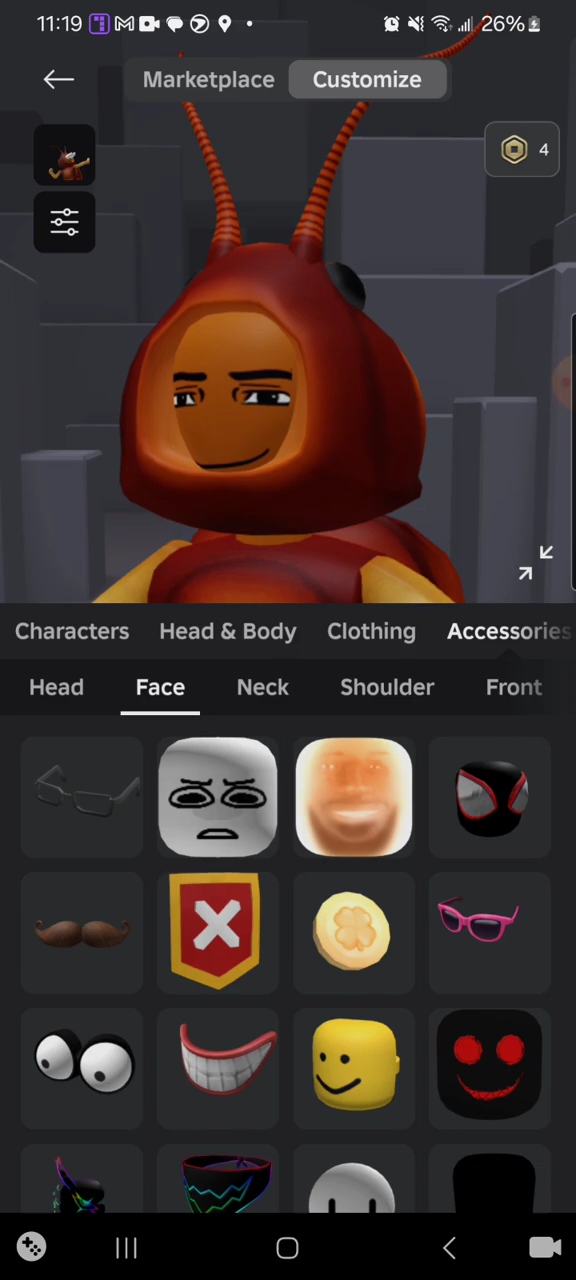 11:19
26%
Marketplace
Customize
4
Characters
Head & Body
Clothing
Accessories
Head
Face
Neck
Shoulder
Front